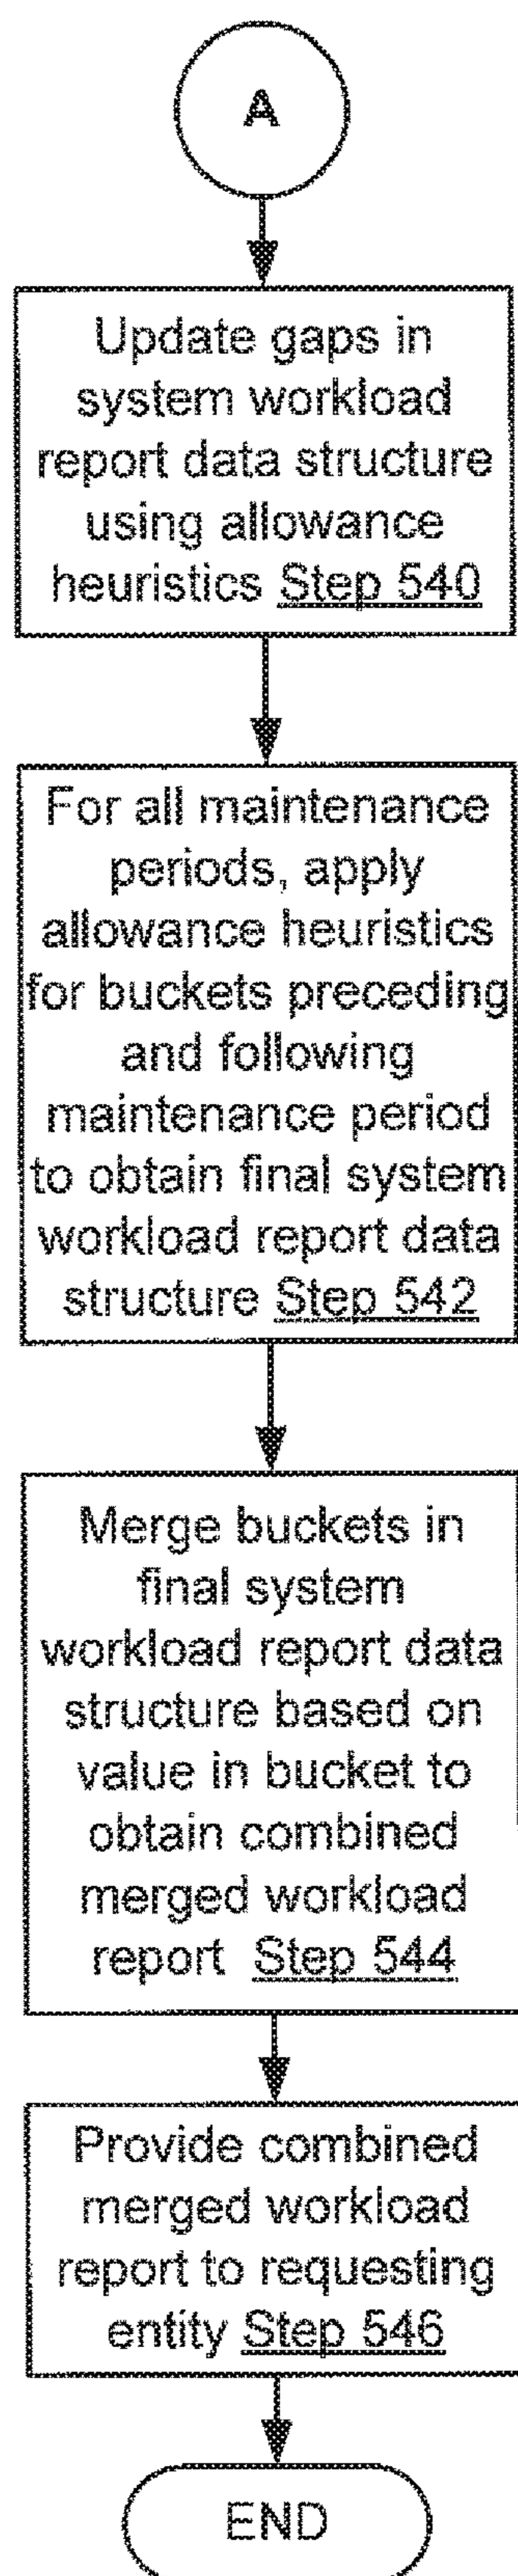 A
Update gaps in
system workload
report data structure
using allowance
heuristics Step 540
For all maintenance
periods, apply
allowance heuristics
for buckets preceding
and following
maintenance period
to obtain final system
workload report data
structure Step 542
Merge buckets in
final system
workload report data
structure based on
value in bucket to
obtain combined
merged workload
report Step 544
Provide combined
merged workload
report to requesting
entity Step 546
END